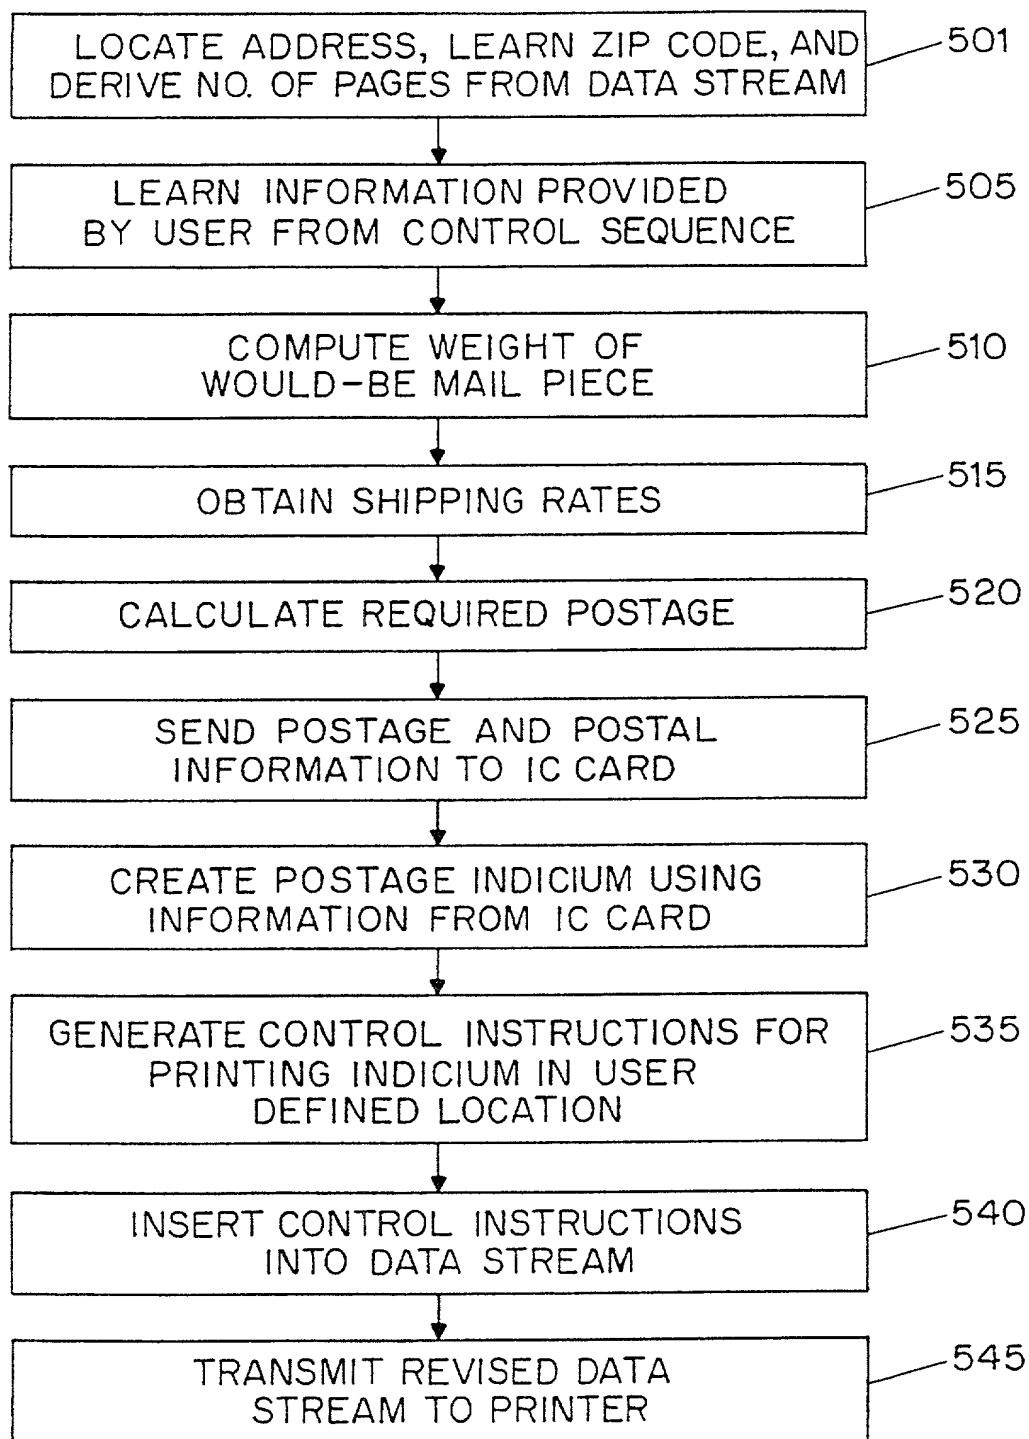 LOCATE ADDRESS, LEARN ZIP CODE, AND
DERIVE NO. OF PAGES FROM DATA STREAM
501
LEARN INFORMATION PROVIDED
BY USER FROM CONTROL SEQUENCE
505
COMPUTE WEIGHT OF
WOULD-BE MAIL PIECE
510
OBTAIN SHIPPING RATES
515
CALCULATE REQUIRED POSTAGE
520
SEND POSTAGE AND POSTAL
INFORMATION TO IC CARD
525
CREATE POSTAGE INDICIUM USING
INFORMATION FROM IC CARD
530
GENERATE CONTROL INSTRUCTIONS FOR
PRINTING INDICIUM IN USER
DEFINED LOCATION
535
INSERT CONTROL INSTRUCTIONS
INTO DATA STREAM
540
TRANSMIT REVISED DATA
STREAM TO PRINTER
545